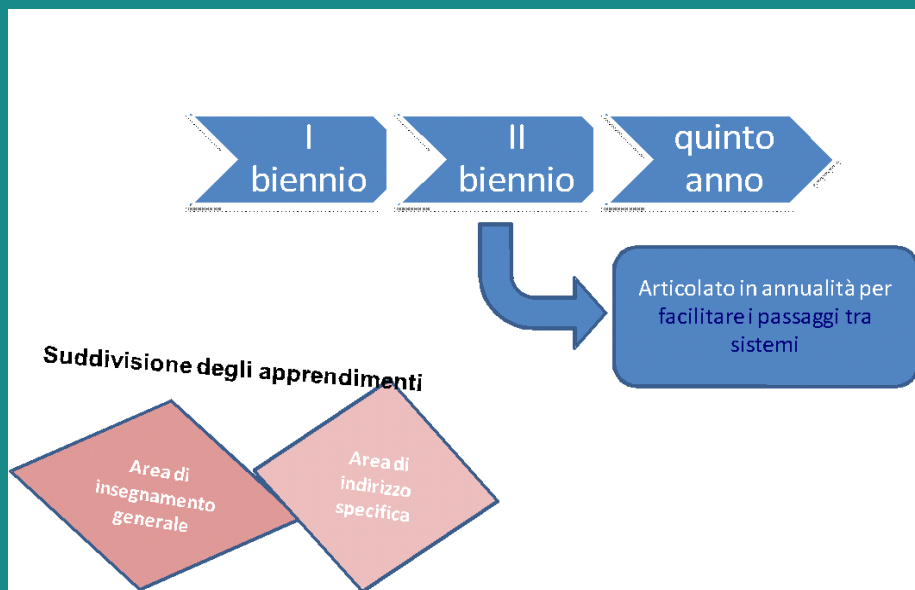 I
biennio
II
biennio
quinto
anno
Articolato in annualità per
facilitare i passaggi tra
sistemi
Suddivisione degli apprendimenti
Area di
insegnamento
generale
Area di
indirizzo
specifica